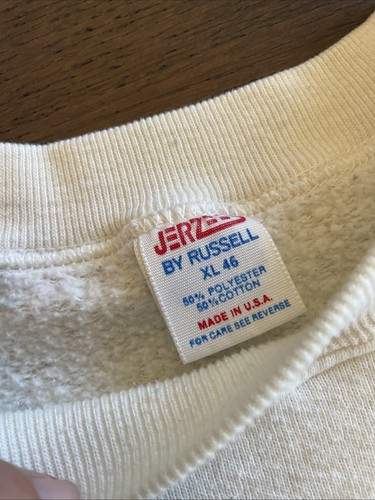 JERZEES
BY RUSSELL
XL 46
50% POLYESTER
50% COTTON
MADE IN U.S.A.
FOR CARE SEE REVERSE